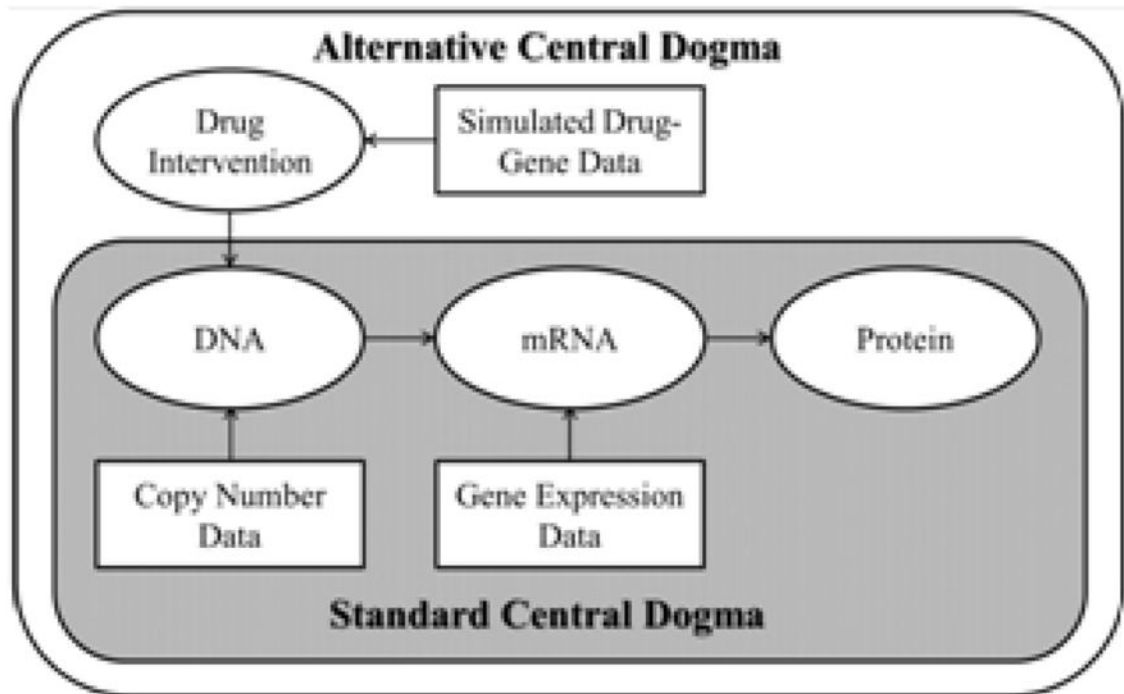 Alternative Central Dogma
Drug
Intervention
Simulated Drug-
Gene Data
DNA
mRNA
Protein
Copy Number
Data
Gene Expression
Data
Standard Central Dogma